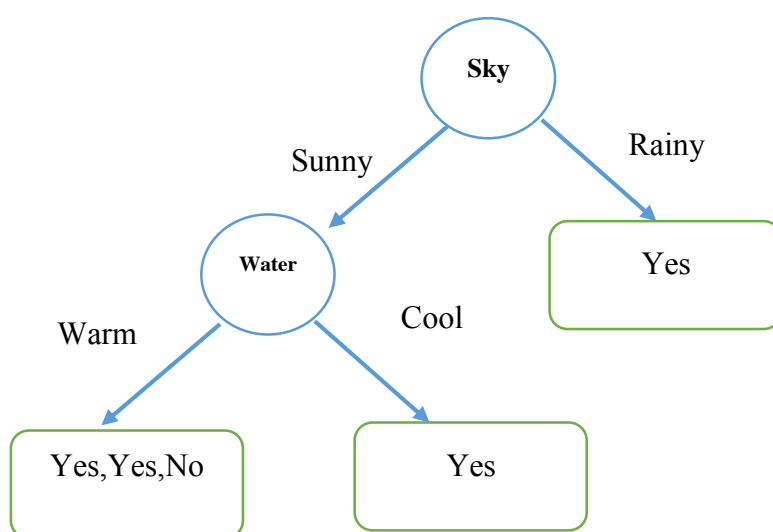 Sky
Sunny
Rainy
Water
Yes
Warm
Cool
Yes,Yes,No
Yes